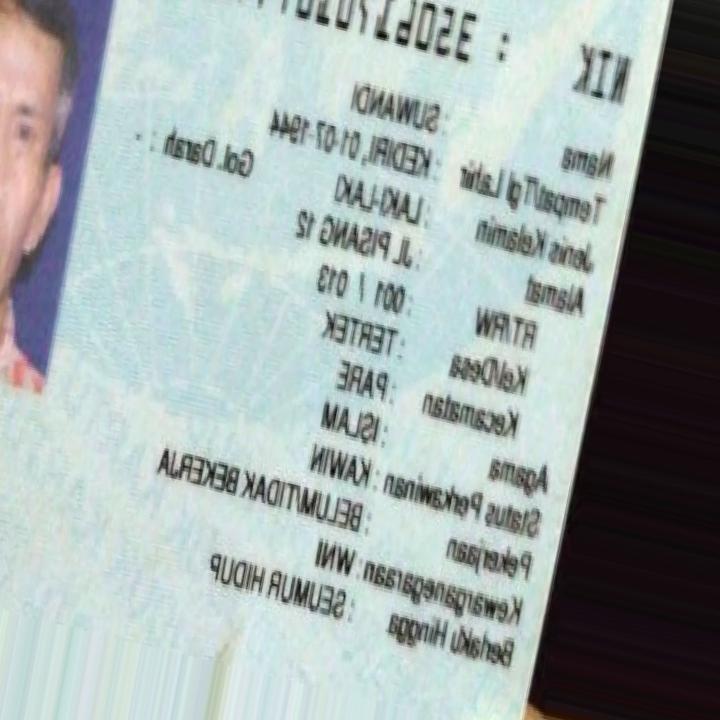 NIK :
Nama : SUWANDI
Tempat/Tgl Lahir : KEDIRI, 01-07-1944
Jenis Kelamin : LAKI-LAKI Gol. Darah : -
Alamat : JL PISANG 12
RT/RW : 001 / 013
Kel/Desa : TERTEK
Kecamatan : PARE
Agama : ISLAM
Status Perkawinan : KAWIN
Pekerjaan : BELUM/TIDAK BEKERJA
Kewarganegaraan : WNI
Berlaku Hingga : SEUMUR HIDUP